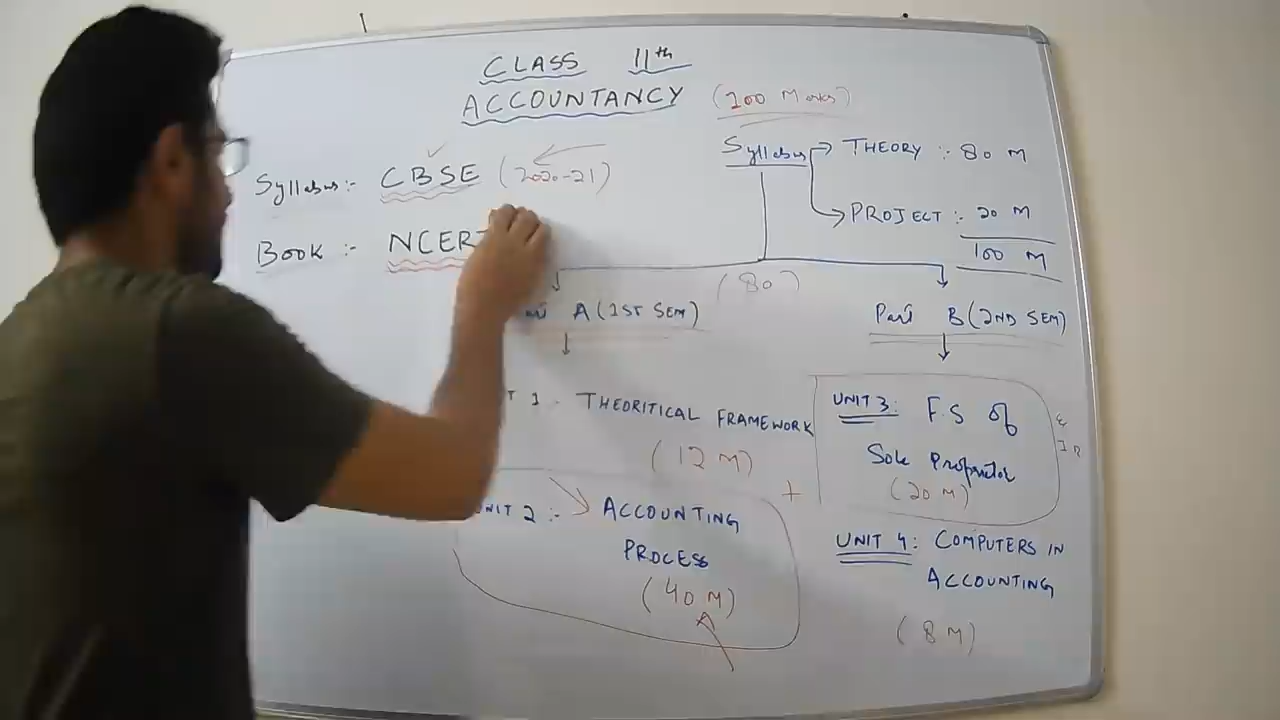 CLASS 11th
ACCOUNTANCY (100 Marks)
Syllabus:- CBSE (2020-21)
Book :- NCERT
Syllabus
THEORY :- 80 M
PROJECT :- 20 M
100 M
(80)
A (1ST SEM)
Part B (2ND SEM)
1 - THEORITICAL FRAMEWORK
(12 M)
NIT 2 :- ACCOUNTING
PROCESS
(40 M)
+
UNIT 3: F.S of
Sole Proprietor
(20 M)
UNIT 4: COMPUTERS IN
ACCOUNTING
(8 M)